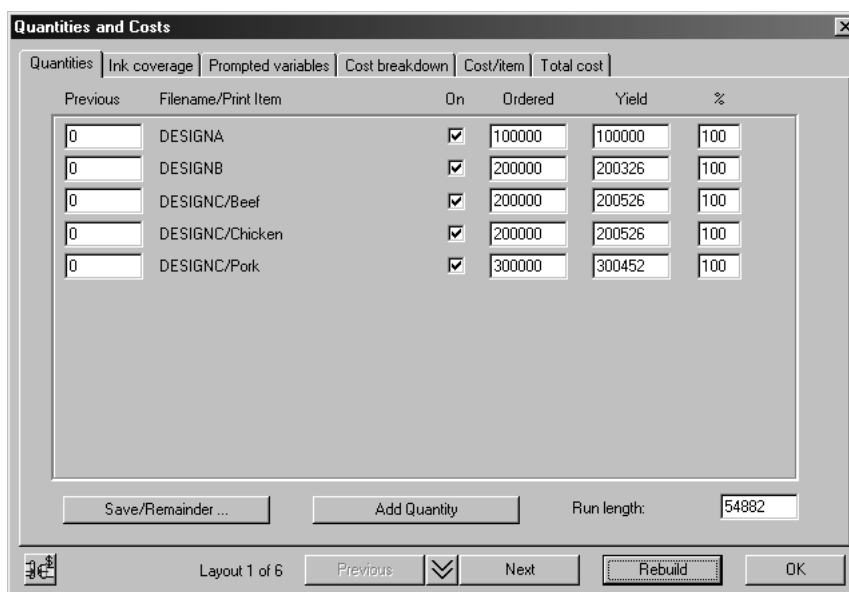 Quantities and Costs
Quantities Ink coverage Prompted variables Cost breakdown Cost/item Total cost
Previous Filename/Print Item On Ordered Yield %
0 DESIGNA 100000 100000 100
0 DESIGNB 200000 200326 100
0 DESIGNC/Beef 200000 200526 100
0 DESIGNC/Chicken 200000 200526 100
0 DESIGNC/Pork 300000 300452 100
Save/Remainder ... Add Quantity Run length: 54882
$ Layout 1 of 6 Previous Next Rebuild OK